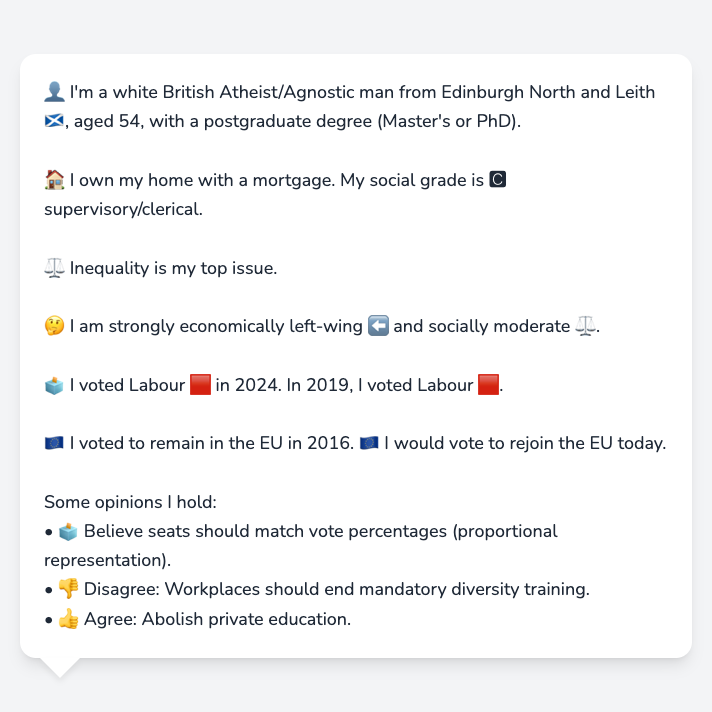 👤 I'm a white British Atheist/Agnostic man from Edinburgh North and Leith
🏴󠁧󠁢󠁳󠁣󠁴󠁿, aged 54, with a postgraduate degree (Master's or PhD).
🏠 I own my home with a mortgage. My social grade is 🅲
supervisory/clerical.
⚖️ Inequality is my top issue.
🤔 I am strongly economically left-wing ⬅️ and socially moderate ⚖️.
🗳️ I voted Labour 🟥 in 2024. In 2019, I voted Labour 🟥.
🇪🇺 I voted to remain in the EU in 2016. 🇪🇺 I would vote to rejoin the EU today.
Some opinions I hold:
• 🗳️ Believe seats should match vote percentages (proportional
representation).
• 👎 Disagree: Workplaces should end mandatory diversity training.
• 👍 Agree: Abolish private education.